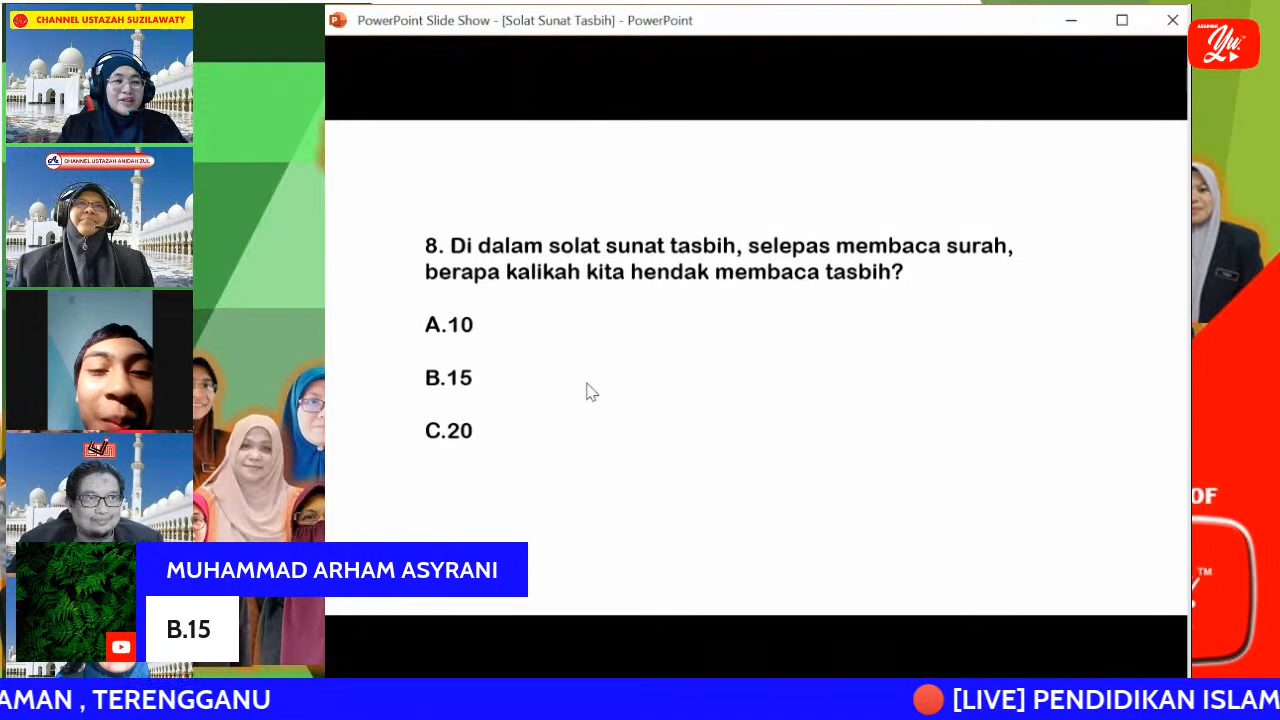 CHANNEL USTAZAH SUZILAWATY
CHANNEL USTAZAH ANIDAH ZUL
PowerPoint Slide Show - [Solat Sunat Tasbih] - PowerPoint
8. Di dalam solat sunat tasbih, selepas membaca surah,
berapa kalikah kita hendak membaca tasbih?
A.10
B.15
C.20
OF
TM
MUHAMMAD ARHAM ASYRANI
B.15
AMAN , TERENGGANU
[LIVE] PENDIDIKAN ISLAM